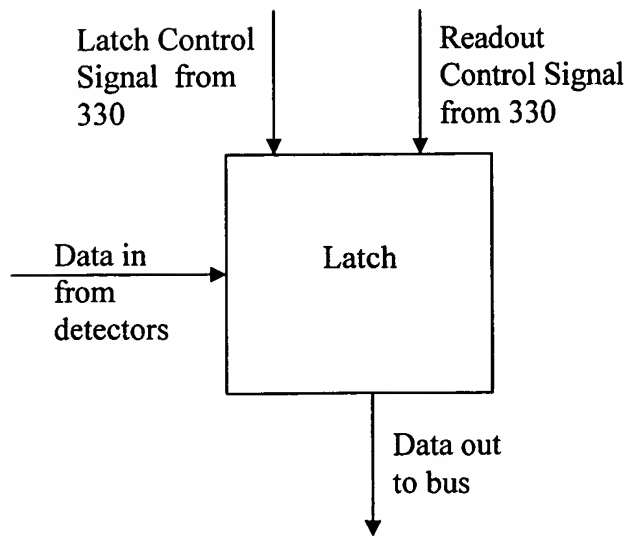 Latch Control
Signal from
330
Readout
Control Signal
from 330
Data in
from
detectors
Latch
Data out
to bus